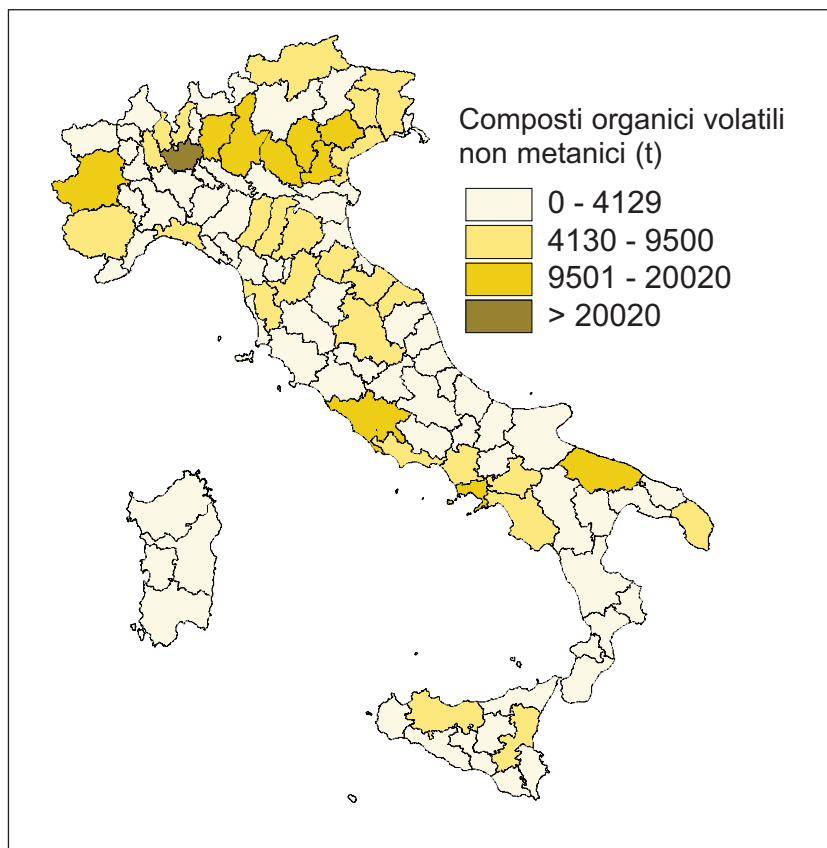 Composti organici volatili
non metanici (t)
0 - 4129
4130 - 9500
9501 - 20020
> 20020